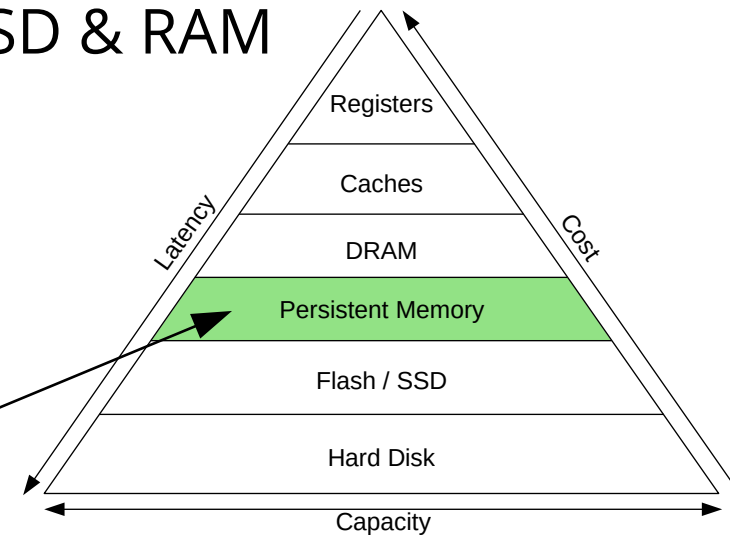 SD & RAM
Registers
Caches
Latency
Cost
DRAM
Persistent Memory
Flash / SSD
Hard Disk
Capacity